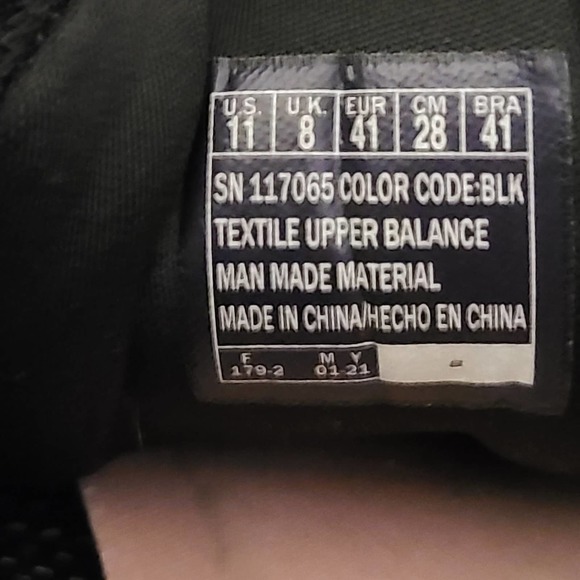 U.S. U.K. EUR CM BRA
11 8 41 28 41
SN 117065 COLOR CODE:BLK
TEXTILE UPPER BALANCE
MAN MADE MATERIAL
MADE IN CHINA/HECHO EN CHINA
F M Y
179-2 01-21